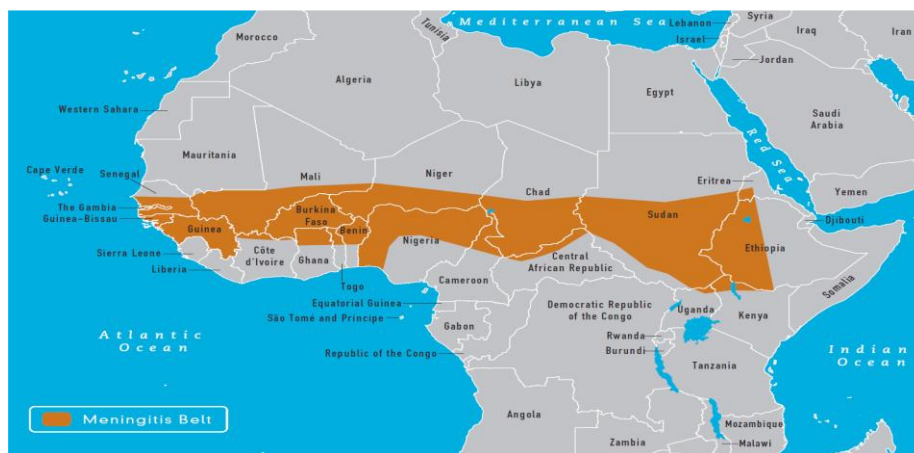 Mediterranean Sea
Lebanon
Syria
Israel
Iraq
Iran
Tunisia
Morocco
Jordan
Algeria
Libya
Egypt
Western Sahara
Saudi
Arabia
Red Sea
Mauritania
Cape Verde
Mali
Niger
Senegal
Chad
Eritrea
Yemen
The Gambia
Guinea-Bissau
Burkina
Faso
Sudan
Djibouti
Guinea
Benin
Nigeria
Ethiopia
Côte
d'Ivoire
Ghana
Sierra Leone
Central
African Republic
Liberia
Somalia
Cameroon
Togo
Equatorial Guinea
Democratic Republic
of the Congo
Uganda
Kenya
São Tomé and Príncipe
Atlantic
Ocean
Gabon
Rwanda
Burundi
Indian
Ocean
Republic of the Congo
Tanzania
Meningitis Belt
Angola
Mozambique
Zambia
Malawi